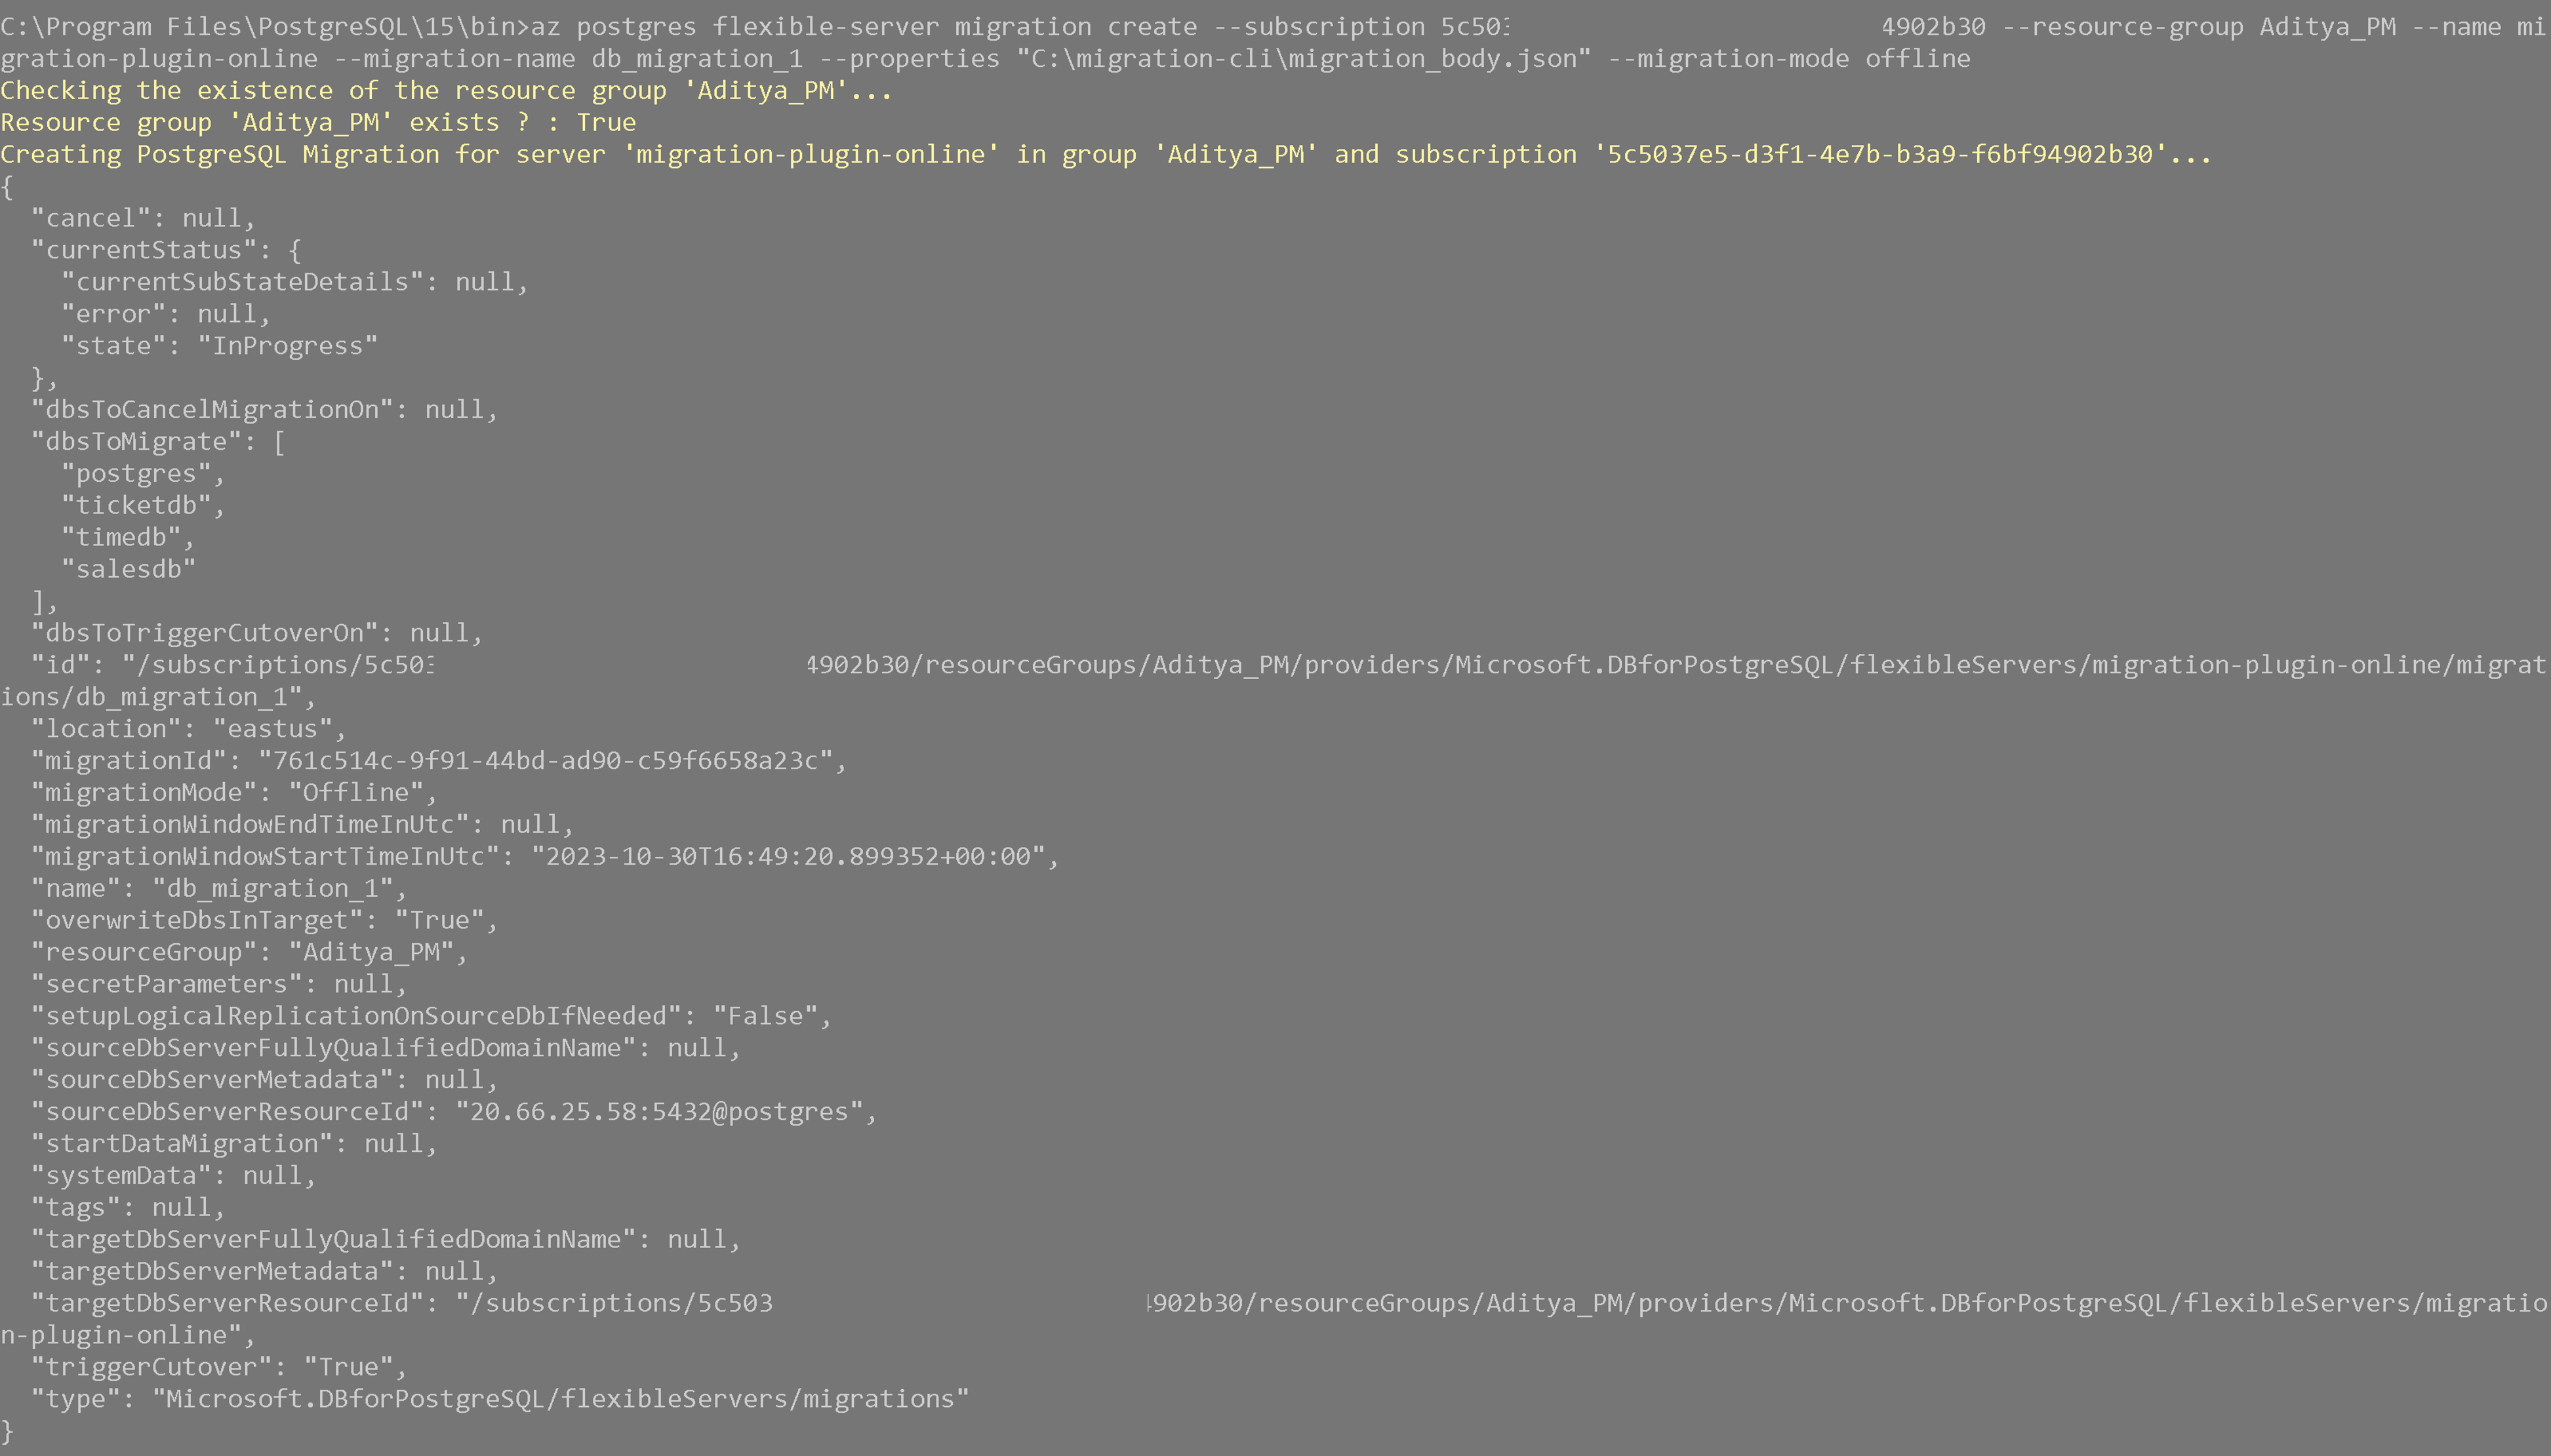 C:\Program Files\PostgreSQL\15\bin>az postgres flexible-server migration create --subscription 5c503 4902b30 --resource-group Aditya_PM --name mi
gration-plugin-online --migration-name db_migration_1 --properties "C:\migration-cli\migration_body.json" --migration-mode offline
Checking the existence of the resource group 'Aditya_PM'...
Resource group 'Aditya_PM' exists ? : True
Creating PostgreSQL Migration for server 'migration-plugin-online' in group 'Aditya_PM' and subscription '5c5037e5-d3f1-4e7b-b3a9-f6bf94902b30'...
{
  "cancel": null,
  "currentStatus": {
    "currentSubStateDetails": null,
    "error": null,
    "state": "InProgress"
  },
  "dbsToCancelMigrationOn": null,
  "dbsToMigrate": [
    "postgres",
    "ticketdb",
    "timedb",
    "salesdb"
  ],
  "dbsToTriggerCutoverOn": null,
  "id": "/subscriptions/5c503 4902b30/resourceGroups/Aditya_PM/providers/Microsoft.DBforPostgreSQL/flexibleServers/migration-plugin-online/migrat
ions/db_migration_1",
  "location": "eastus",
  "migrationId": "761c514c-9f91-44bd-ad90-c59f6658a23c",
  "migrationMode": "Offline",
  "migrationWindowEndTimeInUtc": null,
  "migrationWindowStartTimeInUtc": "2023-10-30T16:49:20.899352+00:00",
  "name": "db_migration_1",
  "overwriteDbsInTarget": "True",
  "resourceGroup": "Aditya_PM",
  "secretParameters": null,
  "setupLogicalReplicationOnSourceDbIfNeeded": "False",
  "sourceDbServerFullyQualifiedDomainName": null,
  "sourceDbServerMetadata": null,
  "sourceDbServerResourceId": "20.66.25.58:5432@postgres",
  "startDataMigration": null,
  "systemData": null,
  "tags": null,
  "targetDbServerFullyQualifiedDomainName": null,
  "targetDbServerMetadata": null,
  "targetDbServerResourceId": "/subscriptions/5c503 4902b30/resourceGroups/Aditya_PM/providers/Microsoft.DBforPostgreSQL/flexibleServers/migratio
n-plugin-online",
  "triggerCutover": "True",
  "type": "Microsoft.DBforPostgreSQL/flexibleServers/migrations"
}